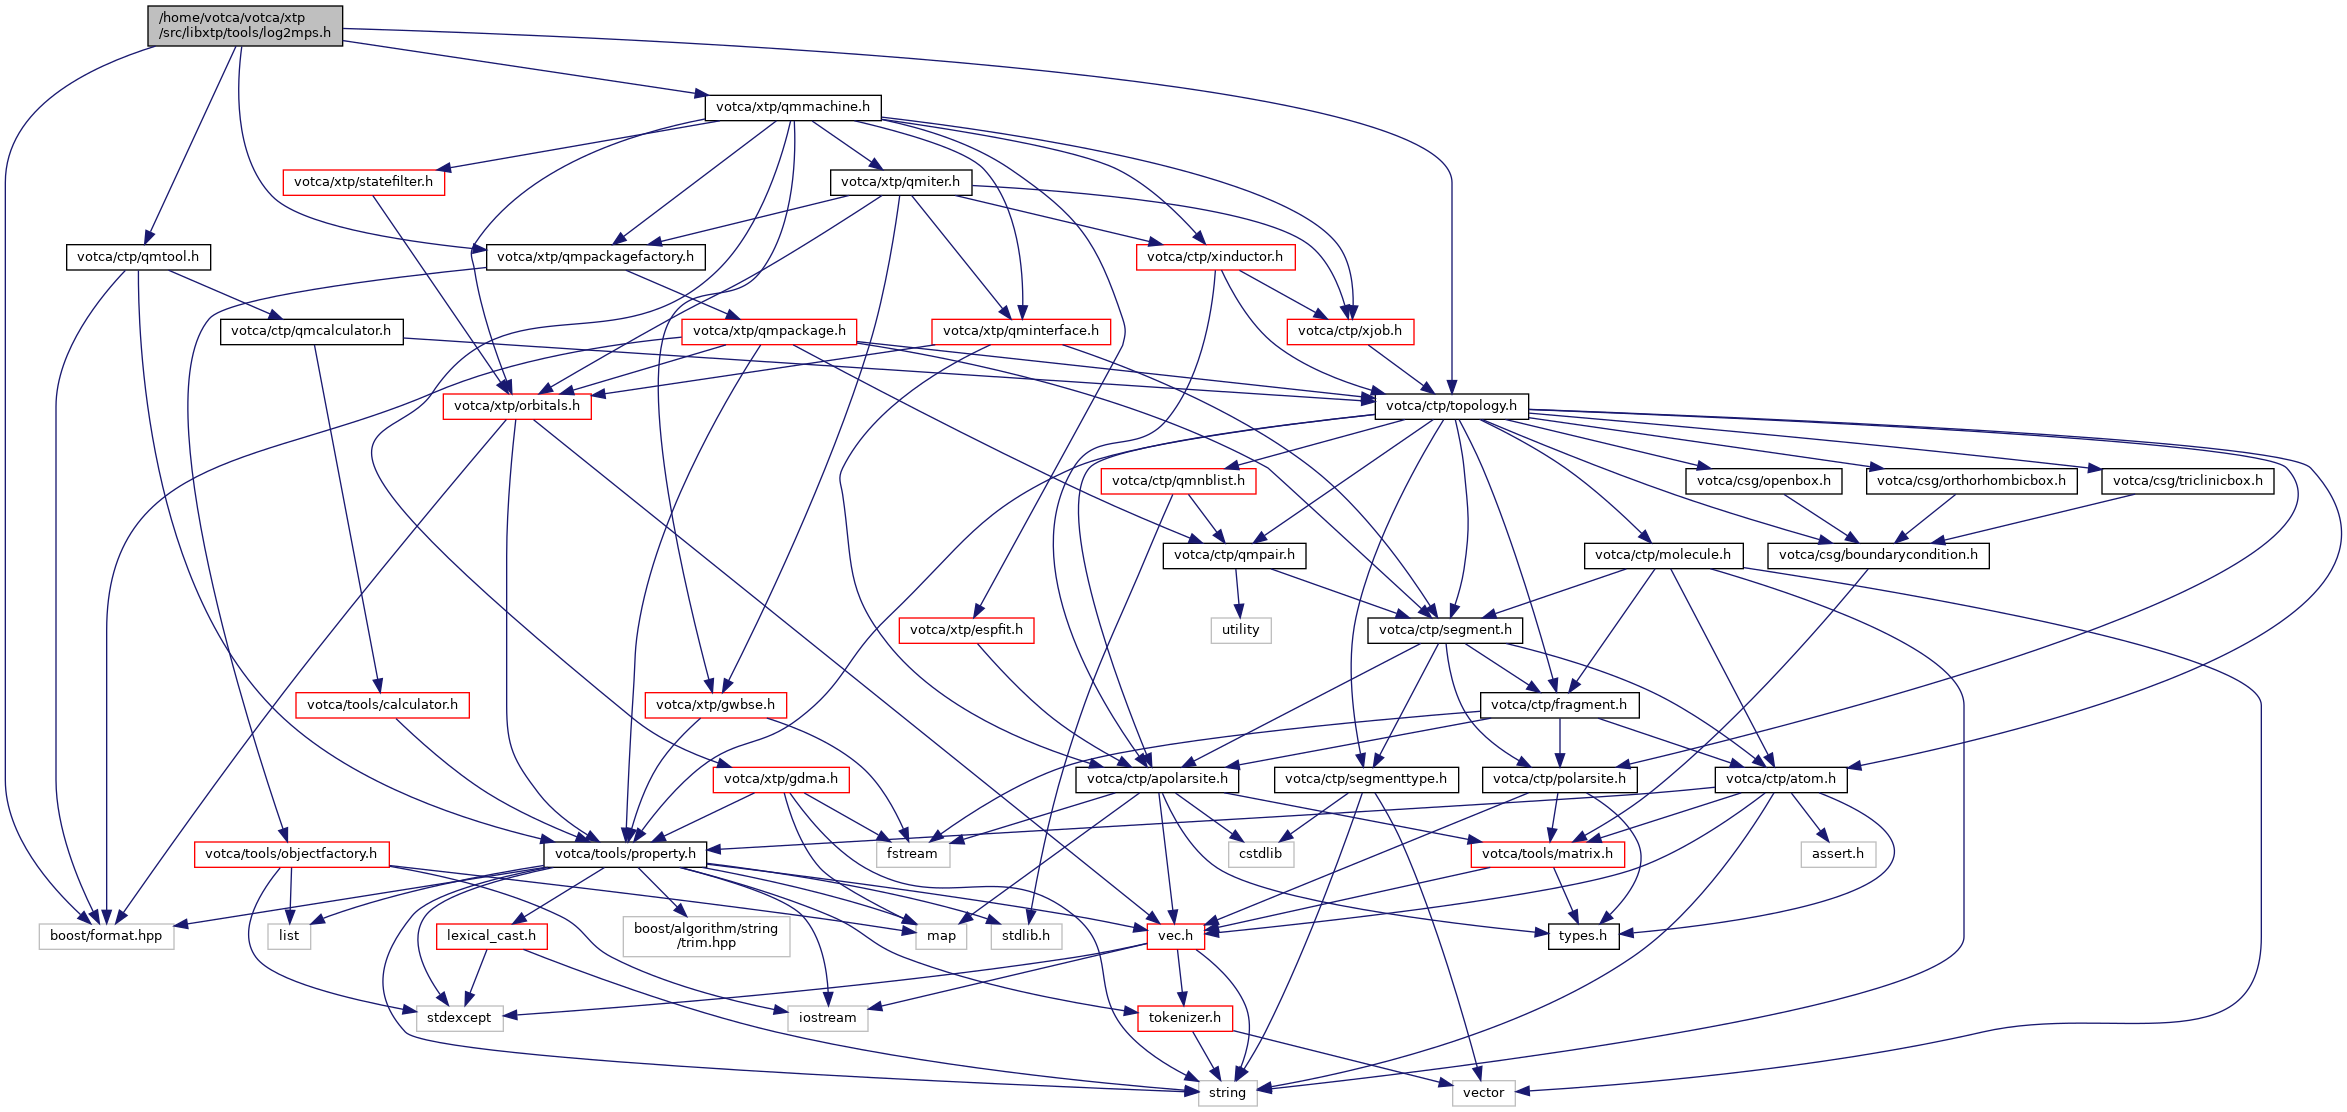 /home/votca/votca/xtp
/src/libxtp/tools/log2mps.h
votca/xtp/qmmachine.h
votca/xtp/statefilter.h
votca/xtp/qmiter.h
votca/ctp/qmtool.h
votca/xtp/qmpackagefactory.h
votca/ctp/xinductor.h
votca/ctp/qmcalculator.h
votca/xtp/qmpackage.h
votca/xtp/qminterface.h
votca/ctp/xjob.h
votca/xtp/orbitals.h
votca/ctp/topology.h
votca/ctp/qmnblist.h
votca/csg/openbox.h
votca/csg/orthorhombicbox.h
votca/csg/triclinicbox.h
votca/ctp/qmpair.h
votca/ctp/molecule.h
votca/csg/boundarycondition.h
votca/xtp/espfit.h
utility
votca/ctp/segment.h
votca/tools/calculator.h
votca/xtp/gwbse.h
votca/ctp/fragment.h
votca/xtp/gdma.h
votca/ctp/apolarsite.h
votca/ctp/segmenttype.h
votca/ctp/polarsite.h
votca/ctp/atom.h
votca/tools/objectfactory.h
votca/tools/property.h
fstream
cstdlib
votca/tools/matrix.h
assert.h
boost/format.hpp
list
lexical_cast.h
boost/algorithm/string
/trim.hpp
map
stdlib.h
vec.h
types.h
stdexcept
iostream
tokenizer.h
string
vector